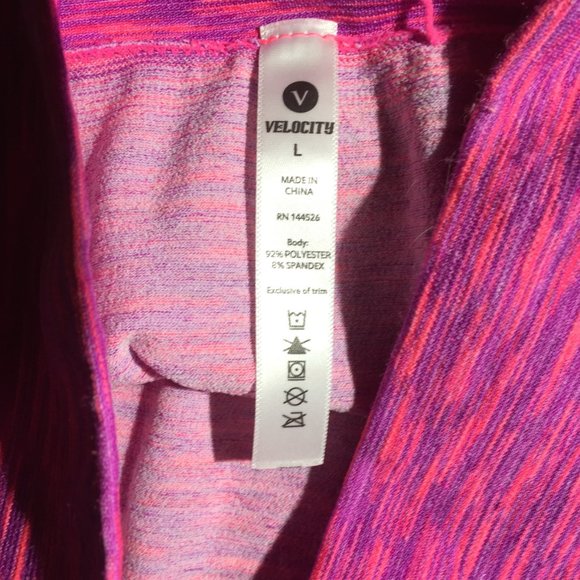 V
VELOCITY
L
MADE IN
CHINA
RN 144526
Body:
92% POLYESTER
8% SPANDEX
Exclusive of trim